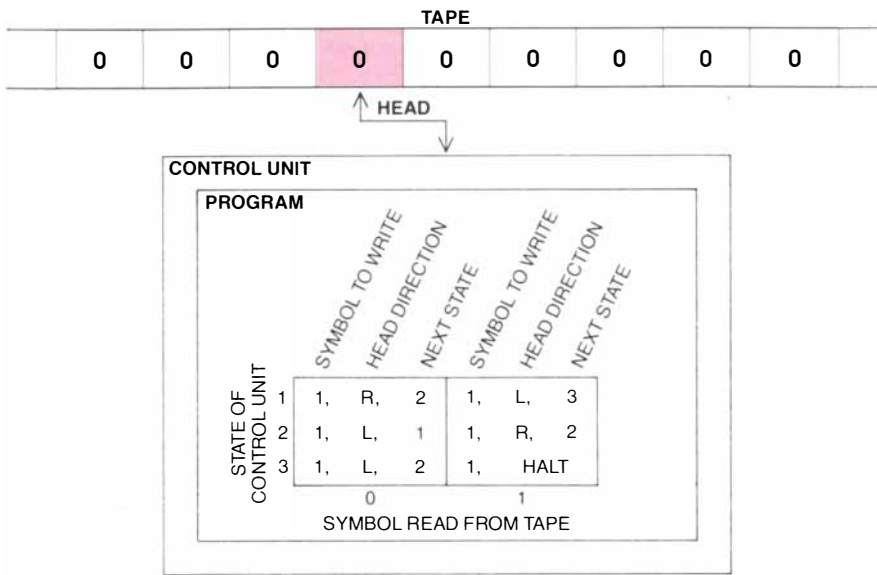 TAPE
0 0 0 0 0 0 0 0 0
HEAD
CONTROL UNIT
PROGRAM
SYMBOL TO WRITE
HEAD DIRECTION
NEXT STATE
SYMBOL TO WRITE
HEAD DIRECTION
NEXT STATE
STATE OF
CONTROL UNIT
1 1, R, 2 1, L, 3
2 1, L, 1 1, R, 2
3 1, L, 2 1, HALT
0 1
SYMBOL READ FROM TAPE